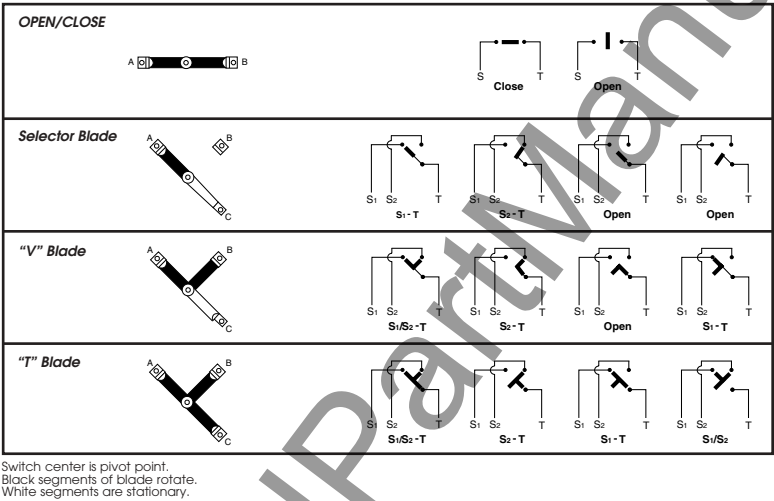 OPEN/CLOSE
A B
S T S T
Close Open
Selector Blade
A B
C
S1 S2 T S1 S2 T S1 S2 T S1 S2 T
S1 - T S2 - T Open Open
"V" Blade
A B
C
S1 S2 T S1 S2 T S1 S2 T S1 S2 T
S1/S2 - T S2 - T Open S1 - T
"T" Blade
A B
C
S1 S2 T S1 S2 T S1 S2 T S1 S2 T
S1/S2 - T S2 - T S1 - T S1/S2
Switch center is pivot point.
Black segments of blade rotate.
White segments are stationary.